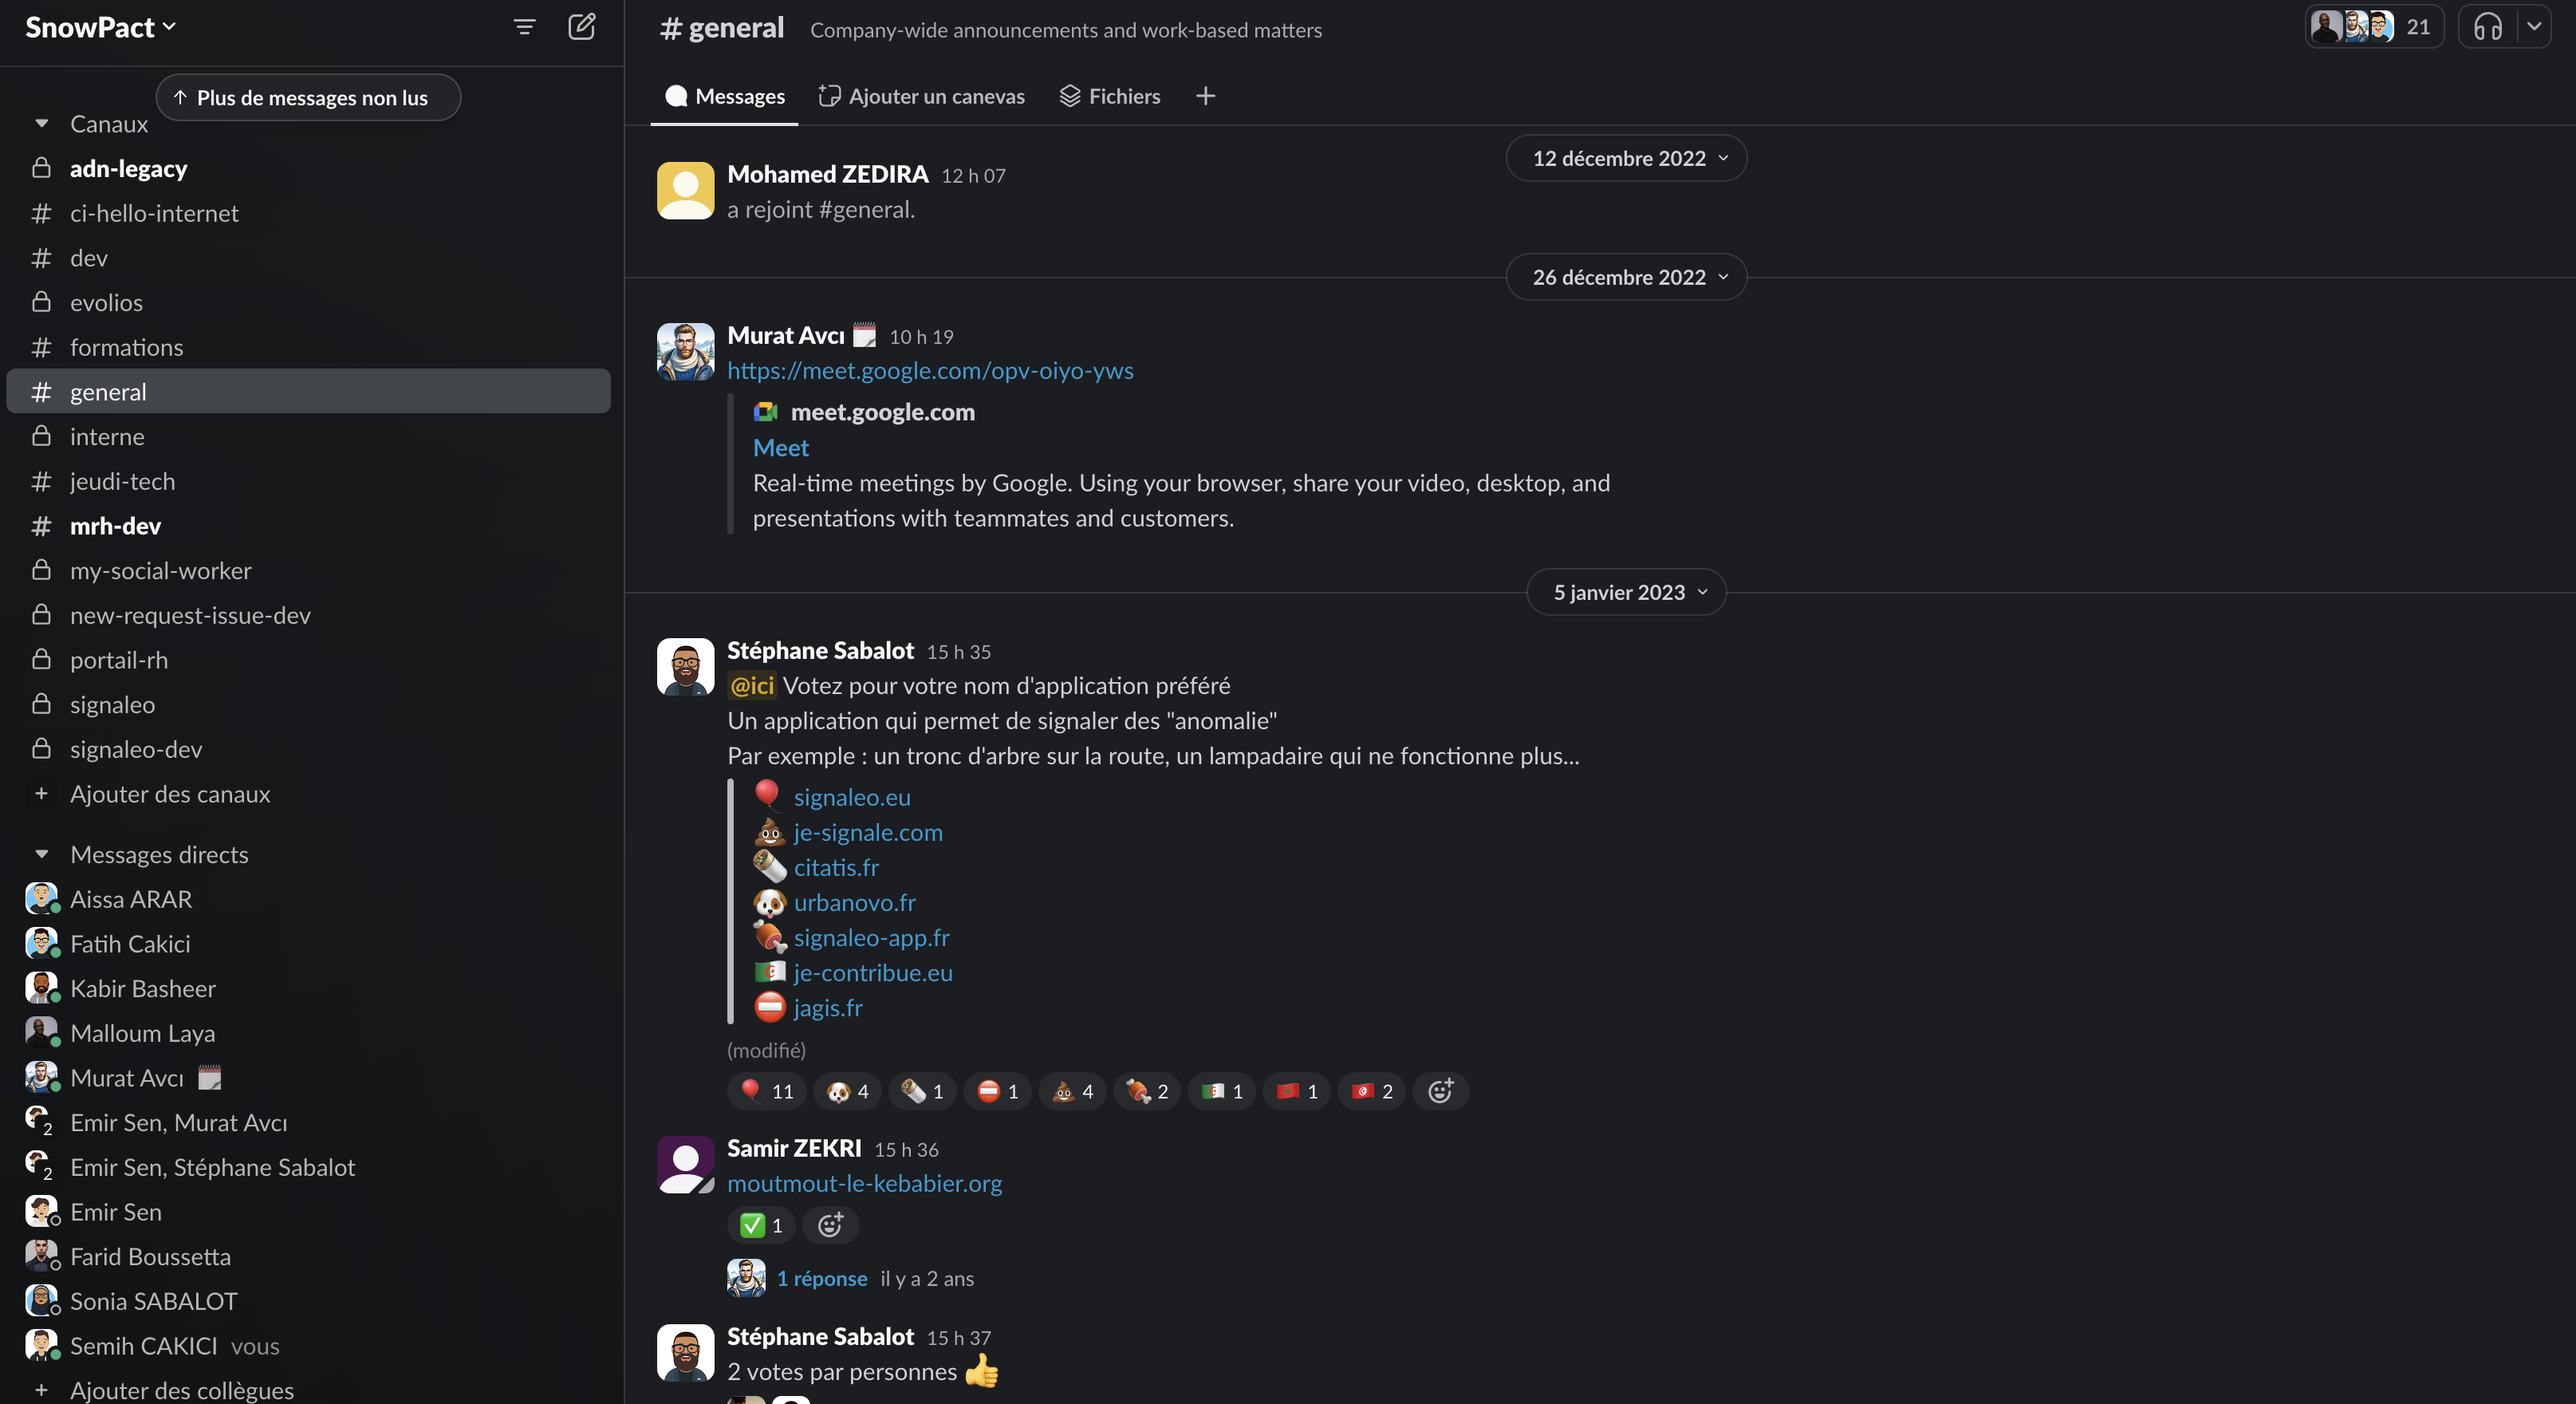 SnowPact
Plus de messages non lus
Canaux
adn-legacy
ci-hello-internet
dev
evolios
formations
general
interne
jeudi-tech
mrh-dev
my-social-worker
new-request-issue-dev
portail-rh
signaleo
signaleo-dev
Ajouter des canaux
Messages directs
Aissa ARAR
Fatih Cakici
Kabir Basheer
Malloum Laya
Murat Avcı
2 Emir Sen, Murat Avcı
2 Emir Sen, Stéphane Sabalot
Emir Sen
Farid Boussetta
Sonia SABALOT
Semih CAKICI vous
Ajouter des collègues
# general Company-wide announcements and work-based matters
21
Messages Ajouter un canevas Fichiers
12 décembre 2022
Mohamed ZEDIRA 12 h 07
a rejoint #general.
26 décembre 2022
Murat Avcı 10 h 19
https://meet.google.com/opv-oiyo-yws
meet.google.com
Meet
Real-time meetings by Google. Using your browser, share your video, desktop, and
presentations with teammates and customers.
5 janvier 2023
Stéphane Sabalot 15 h 35
@ici Votez pour votre nom d'application préféré
Un application qui permet de signaler des "anomalie"
Par exemple : un tronc d'arbre sur la route, un lampadaire qui ne fonctionne plus...
signaleo.eu
je-signale.com
citatis.fr
urbanovo.fr
signaleo-app.fr
je-contribue.eu
jagis.fr
(modifié)
11 4 1 1 4 2 1 1 2
Samir ZEKRI 15 h 36
moutmout-le-kebabier.org
1
1 réponse il y a 2 ans
Stéphane Sabalot 15 h 37
2 votes par personnes